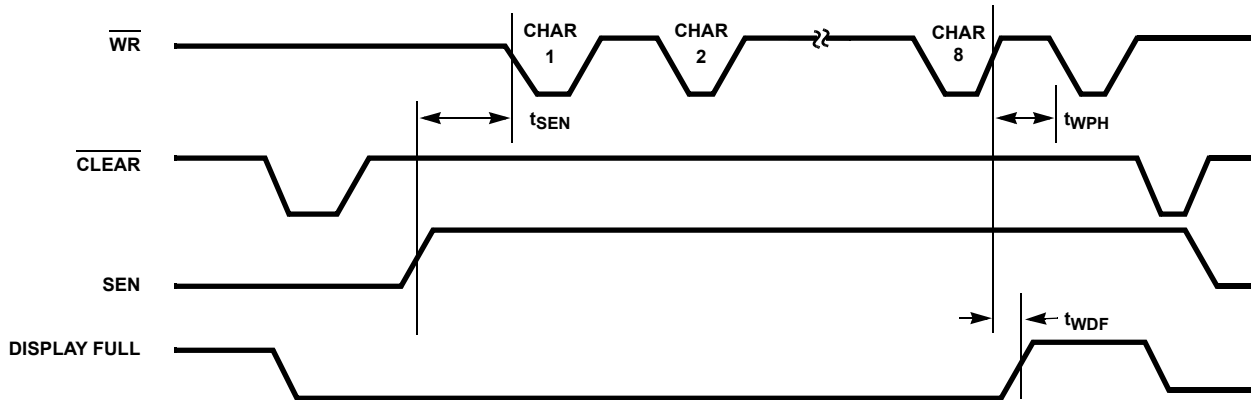 WR
CHAR 1
CHAR 2
CHAR 8
tSEN
tWPH
CLEAR
SEN
tWDF
DISPLAY FULL